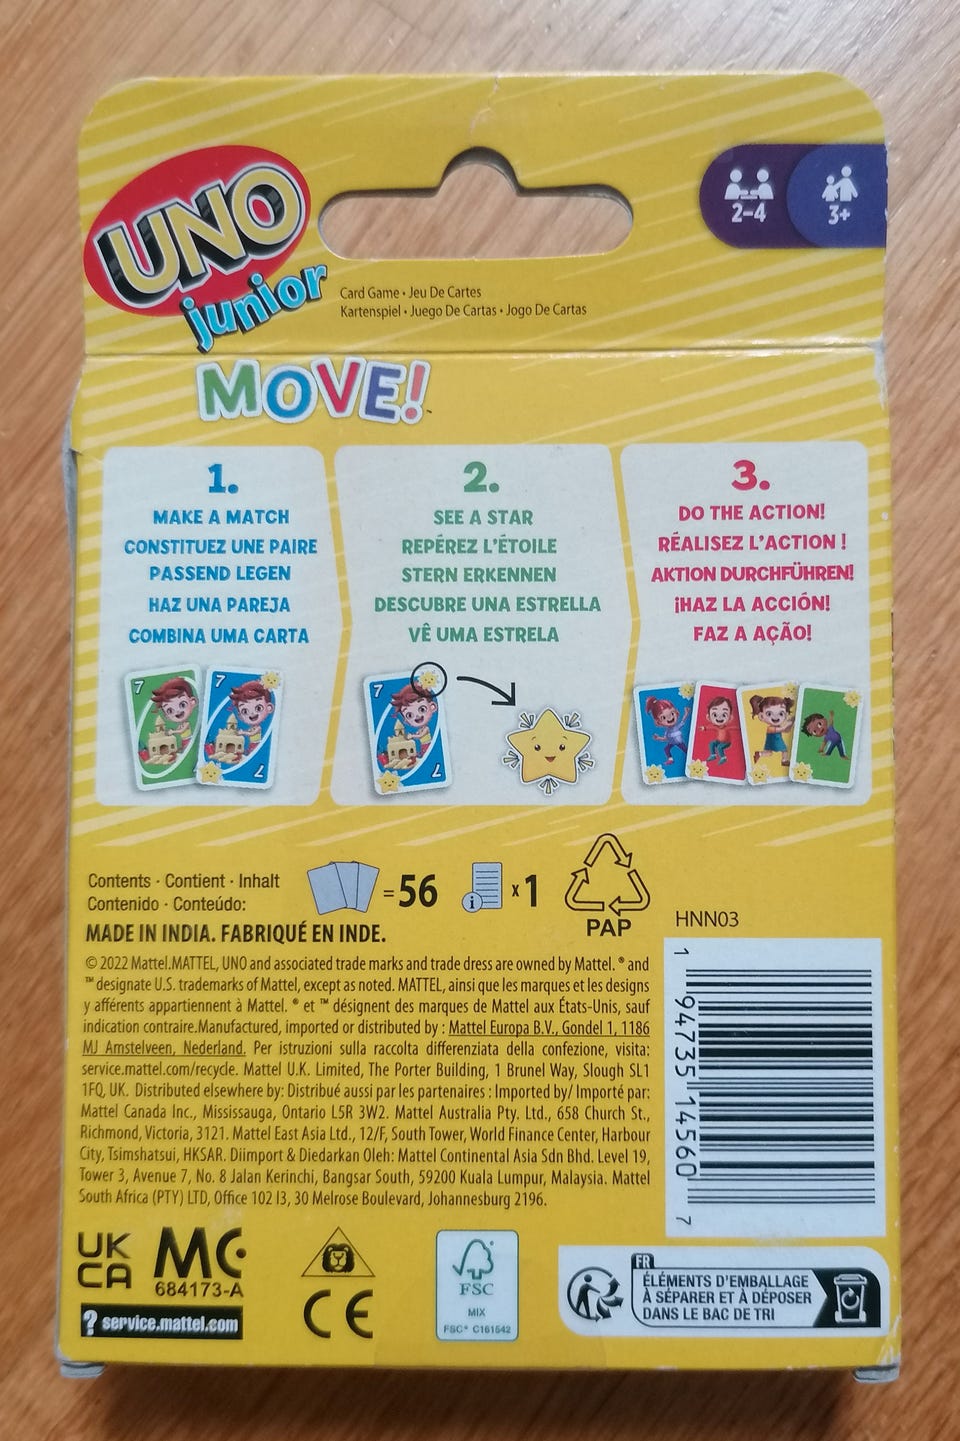 UNO
junior
MOVE!
2-4
3+
Card Game • Jeu De Cartes
Kartenspiel • Juego De Cartas • Jogo De Cartas
1.
MAKE A MATCH
CONSTITUEZ UNE PAIRE
PASSEND LEGEN
HAZ UNA PAREJA
COMBINA UMA CARTA
7
7
7
2.
SEE A STAR
REPÉREZ L'ÉTOILE
STERN ERKENNEN
DESCUBRE UNA ESTRELLA
VÊ UMA ESTRELA
7
7
3.
DO THE ACTION!
RÉALISEZ L'ACTION !
AKTION DURCHFÜHREN!
¡HAZ LA ACCIÓN!
FAZ A AÇÃO!
Contents · Contient · Inhalt
Contenido · Conteúdo:
=56
i
x1
PAP
MADE IN INDIA. FABRIQUÉ EN INDE.
© 2022 Mattel.MATTEL, UNO and associated trade marks and trade dress are owned by Mattel. ® and
™ designate U.S. trademarks of Mattel, except as noted. MATTEL, ainsi que les marques et les designs
y afférents appartiennent à Mattel. ® et ™ désignent des marques de Mattel aux États-Unis, sauf
indication contraire.Manufactured, imported or distributed by : Mattel Europa B.V., Gondel 1, 1186
MJ Amstelveen, Nederland. Per istruzioni sulla raccolta differenziata della confezione, visita:
service.mattel.com/recycle. Mattel U.K. Limited, The Porter Building, 1 Brunel Way, Slough SL1
1FQ, UK. Distributed elsewhere by: Distribué aussi par les partenaires : Imported by/ Importé par:
Mattel Canada Inc., Mississauga, Ontario L5R 3W2. Mattel Australia Pty. Ltd., 658 Church St.,
Richmond, Victoria, 3121. Mattel East Asia Ltd., 12/F, South Tower, World Finance Center, Harbour
City, Tsimshatsui, HKSAR. Diimport & Diedarkan Oleh: Mattel Continental Asia Sdn Bhd. Level 19,
Tower 3, Avenue 7, No. 8 Jalan Kerinchi, Bangsar South, 59200 Kuala Lumpur, Malaysia. Mattel
South Africa (PTY) LTD, Office 102 I3, 30 Melrose Boulevard, Johannesburg 2196.
HNN03
1 94735 14560 7
UK
CA
MC
684173-A
? service.mattel.com
CE
FSC
MIX
FSC® C161542
FR
ÉLÉMENTS D'EMBALLAGE
À SÉPARER ET À DÉPOSER
DANS LE BAC DE TRI